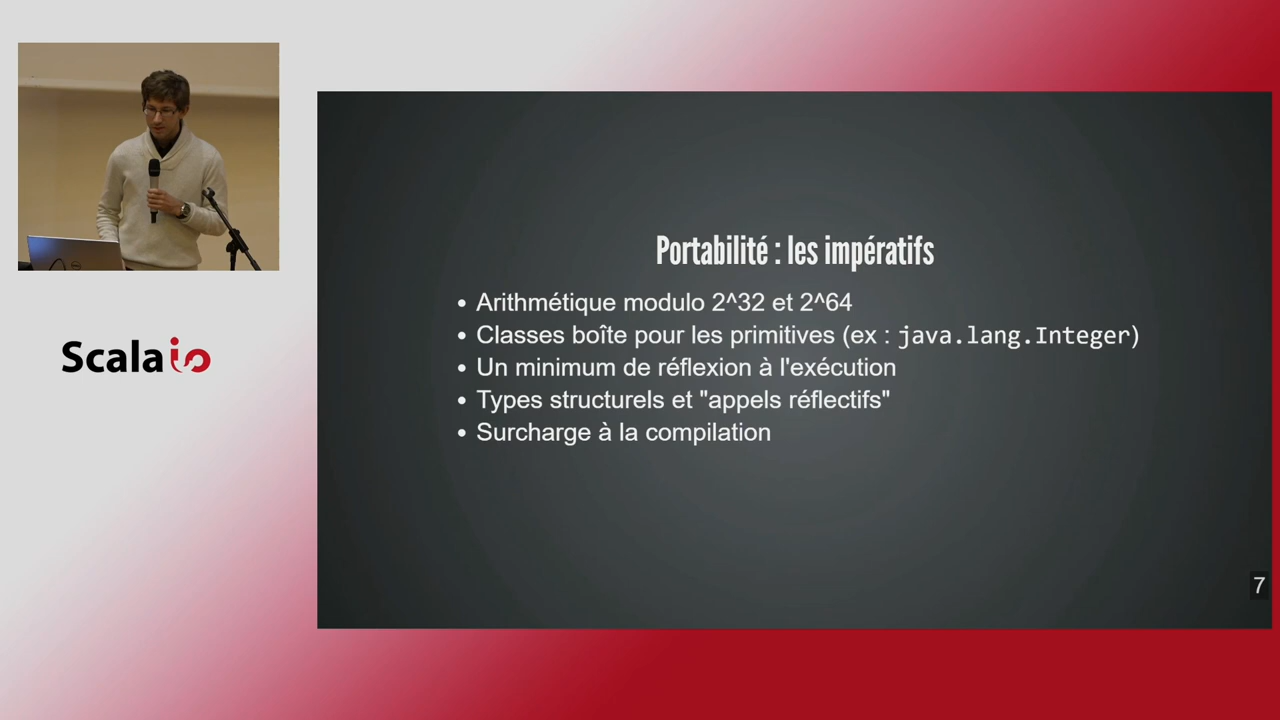 Scala io
Portabilité : les impératifs
• Arithmétique modulo 2^32 et 2^64
• Classes boîte pour les primitives (ex : java.lang.Integer)
• Un minimum de réflexion à l'exécution
• Types structurels et "appels réflectifs"
• Surcharge à la compilation
7